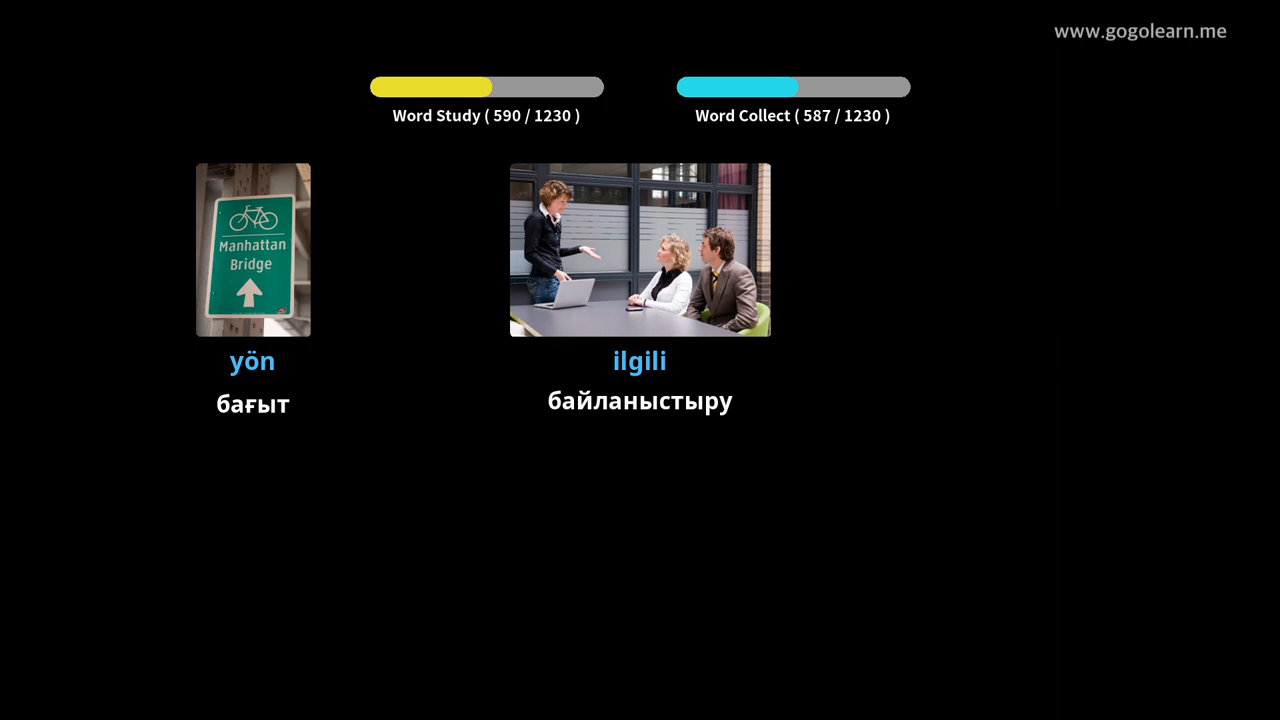 www.gogolearn.me
Word Study ( 590 / 1230 )
Word Collect ( 587 / 1230 )
Manhattan
Bridge
yön
ilgili
бағыт
байланыстыру